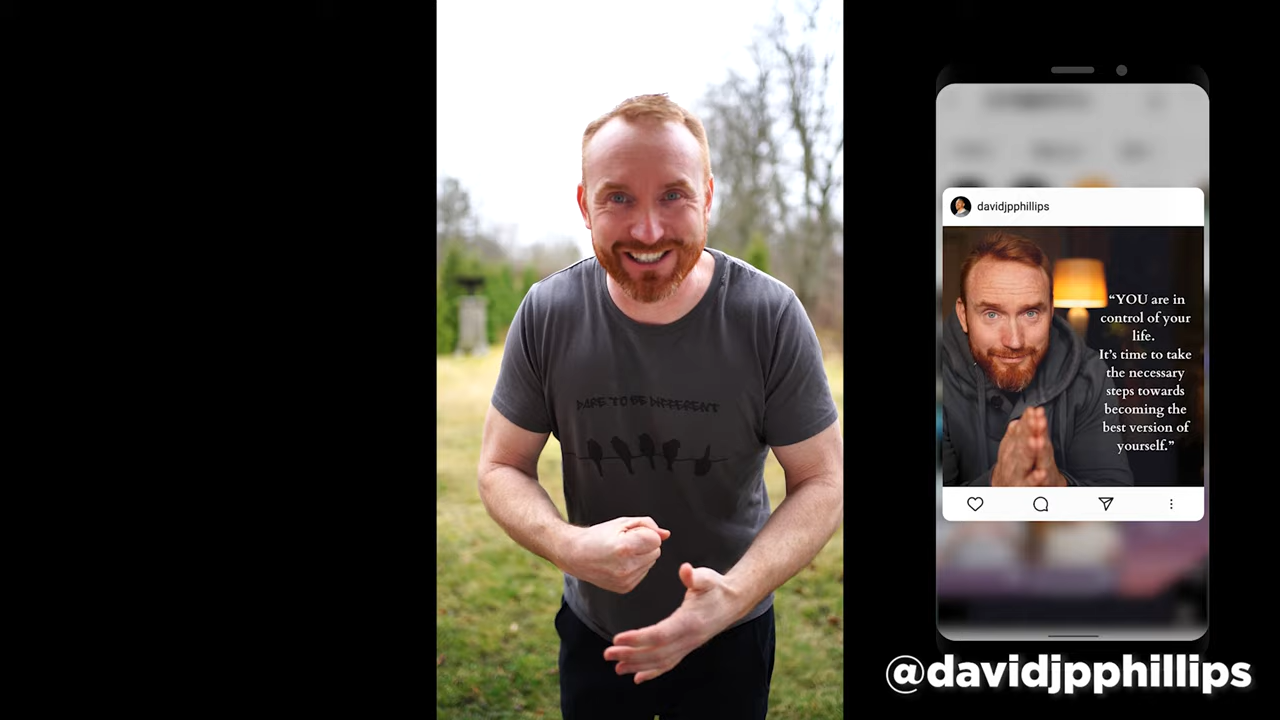 DARE TO BE DIFFERENT
davidjpphillips
“YOU are in
control of your
life.
It’s time to take
the necessary
steps towards
becoming the
best version of
yourself.”
@davidjpphillips